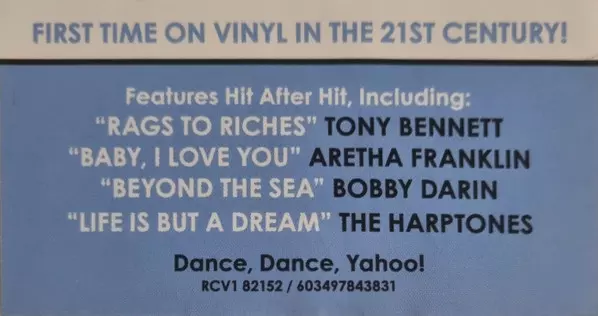 FIRST TIME ON VINYL IN THE 21ST CENTURY!
Features Hit After Hit, Including:
“RAGS TO RICHES” TONY BENNETT
“BABY, I LOVE YOU” ARETHA FRANKLIN
“BEYOND THE SEA” BOBBY DARIN
“LIFE IS BUT A DREAM” THE HARPTONES
Dance, Dance, Yahoo!
RCV1 82152 / 603497843831